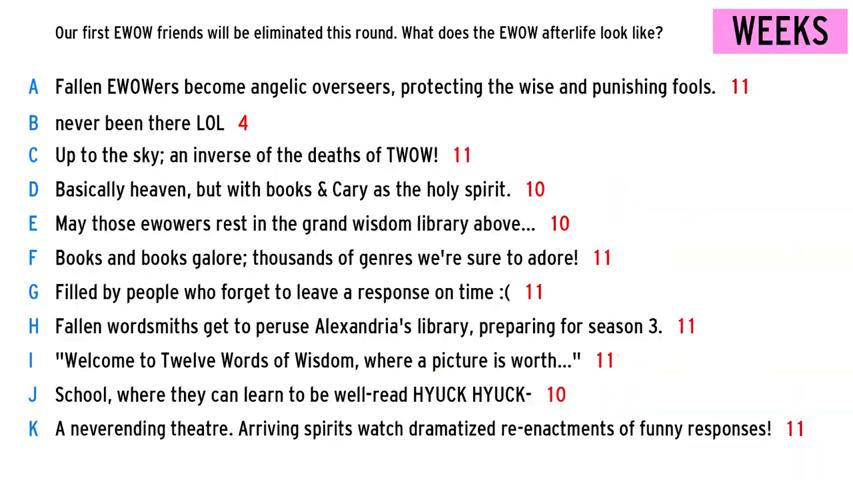 Our first EWOW friends will be eliminated this round. What does the EWOW afterlife look like?
WEEKS
A Fallen EWOWers become angelic overseers, protecting the wise and punishing fools. 11
B never been there LOL 4
C Up to the sky; an inverse of the deaths of TWOW! 11
D Basically heaven, but with books & Cary as the holy spirit. 10
E May those ewowers rest in the grand wisdom library above... 10
F Books and books galore; thousands of genres we're sure to adore! 11
G Filled by people who forget to leave a response on time :( 11
H Fallen wordsmiths get to peruse Alexandria's library, preparing for season 3. 11
I "Welcome to Twelve Words of Wisdom, where a picture is worth..." 11
J School, where they can learn to be well-read HYUCK HYUCK- 10
K A neverending theatre. Arriving spirits watch dramatized re-enactments of funny responses! 11